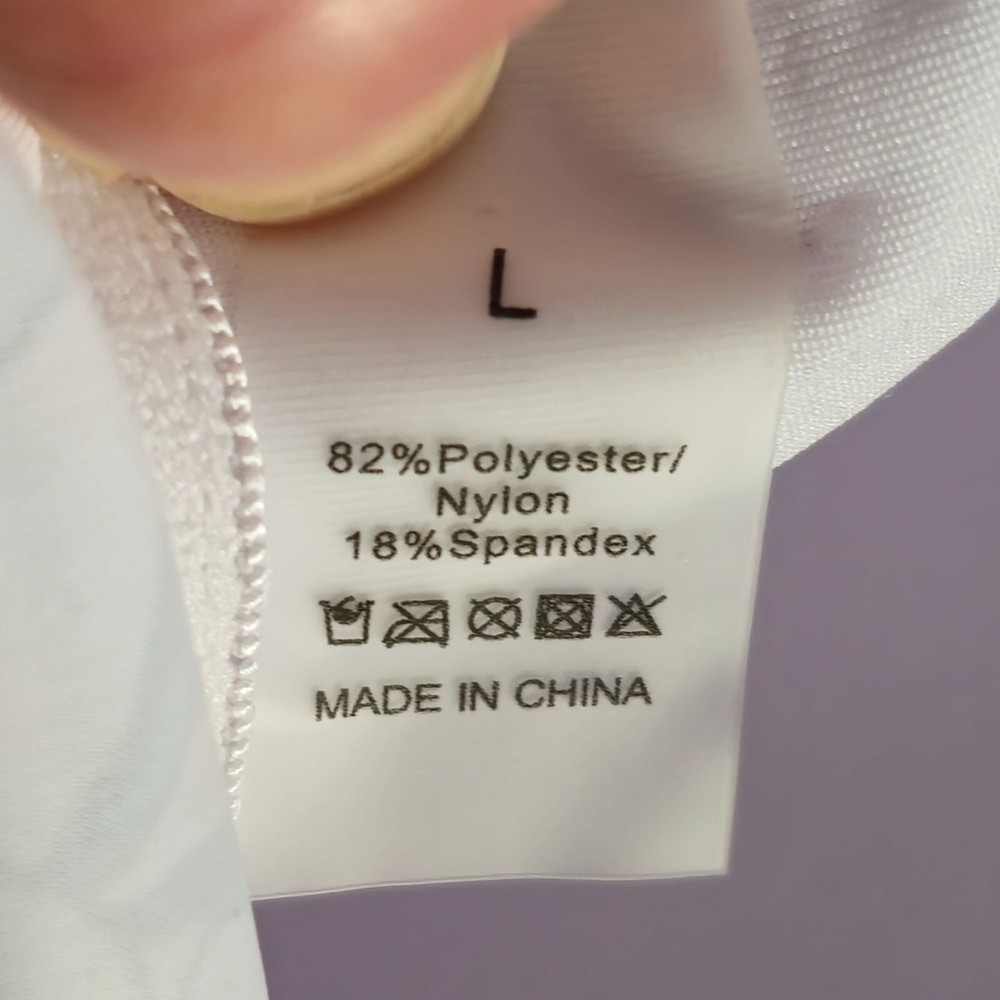 L
82%Polyester/
Nylon
18%Spandex
MADE IN CHINA